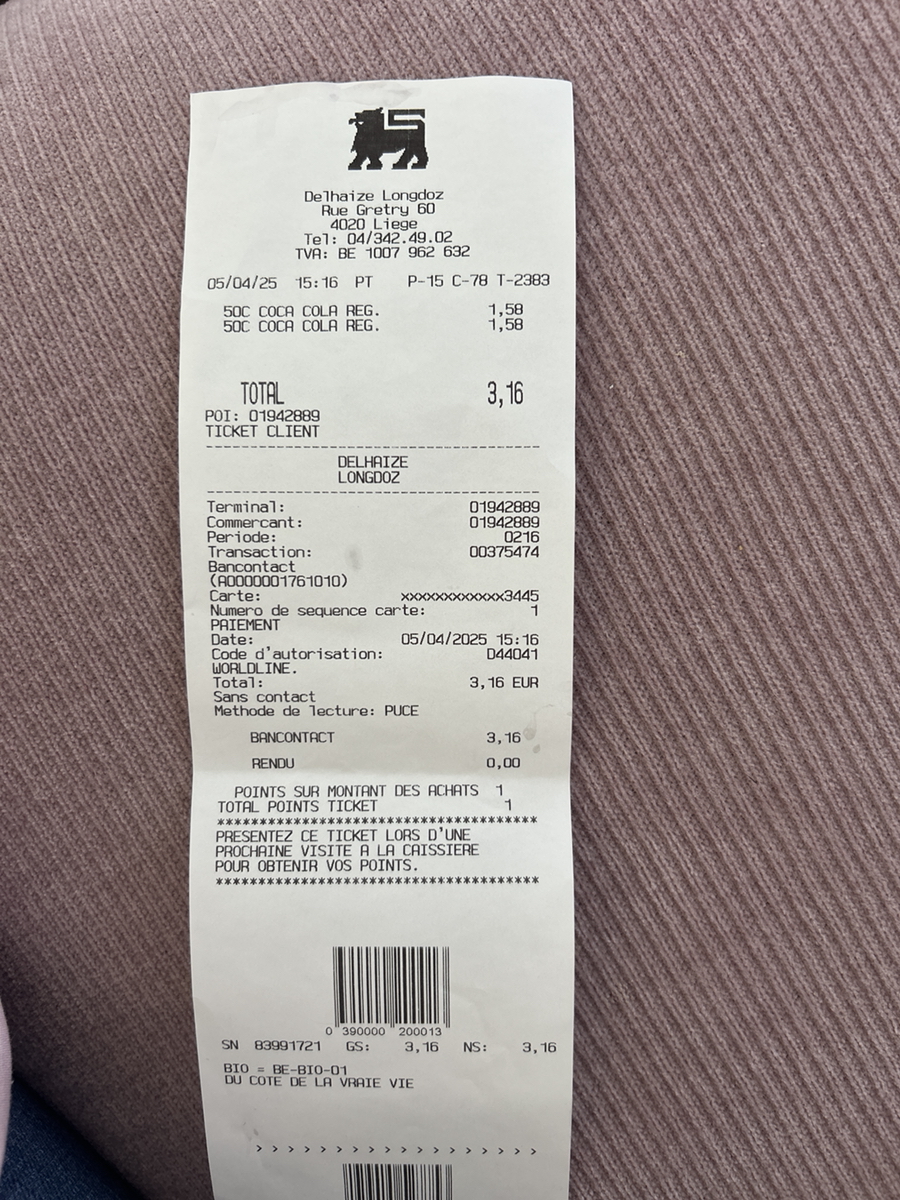 Delhaize Longdoz
Rue Gretry 60
4020 Liege
Tel: 04/342.49.02
TVA: BE 1007 962 632
05/04/25 15:16 PT P-15 C-78 T-2383
50C COCA COLA REG. 1,58
50C COCA COLA REG. 1,58
TOTAL 3,16
POI: 01942889
TICKET CLIENT
DELHAIZE
LONGDOZ
Terminal: 01942889
Commercant: 01942889
Periode: 0216
Transaction: 00375474
Bancontact
(A0000001761010)
Carte: xxxxxxxxxxxxx3445
Numero de sequence carte: 1
PAIEMENT
Date: 05/04/2025 15:16
Code d'autorisation: D44041
WORLDLINE.
Total: 3,16 EUR
Sans contact
Methode de lecture: PUCE
BANCONTACT 3,16
RENDU 0,00
POINTS SUR MONTANT DES ACHATS 1
TOTAL POINTS TICKET 1
****************************************
PRESENTEZ CE TICKET LORS D'UNE
PROCHAINE VISITE A LA CAISSIERE
POUR OBTENIR VOS POINTS.
****************************************
0 390000 200013
SN 83991721 GS: 3,16 NS: 3,16
BIO = BE-BIO-01
DU COTE DE LA VRAIE VIE
> > > > > > > > > > > > > > > > > >